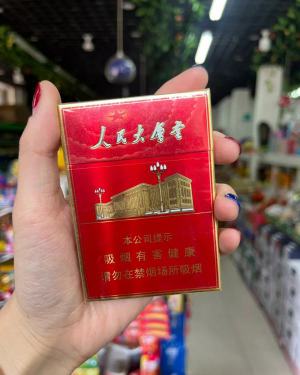 人民大會堂
本公司提示
吸烟有害健康
请勿在禁烟场所吸烟